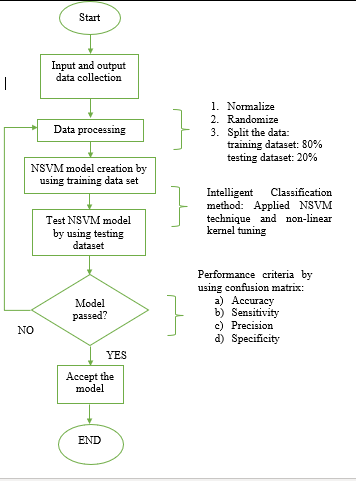 Start
Input and output
data collection
Data processing
1. Normalize
2. Randomize
3. Split the data:
training dataset: 80%
testing dataset: 20%
NSVM model creation by
using training data set
Test NSVM model
by using testing
dataset
Intelligent Classification
method: Applied NSVM
technique and non-linear
kernel tuning
Model
passed?
Performance criteria by
using confusion matrix:
a) Accuracy
b) Sensitivity
c) Precision
d) Specificity
NO
YES
Accept the
model
END